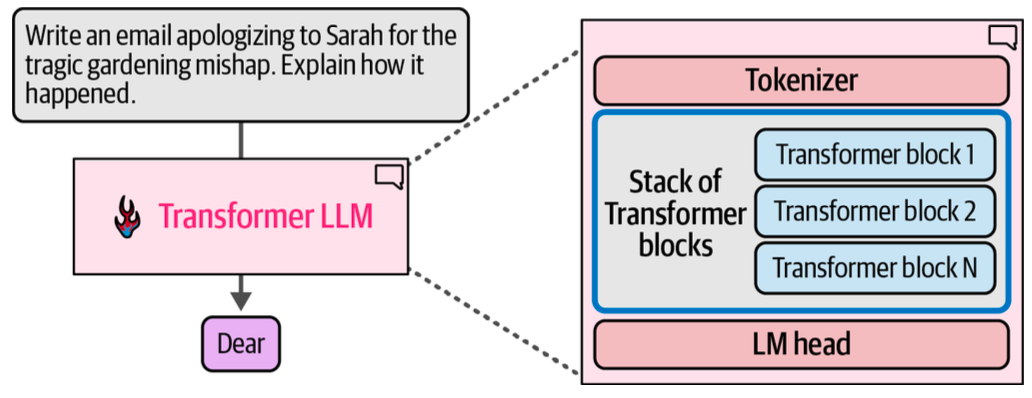 Write an email apologizing to Sarah for the
tragic gardening mishap. Explain how it
happened.
Transformer LLM
Dear
Tokenizer
Stack of
Transformer
blocks
Transformer block 1
Transformer block 2
Transformer block N
LM head